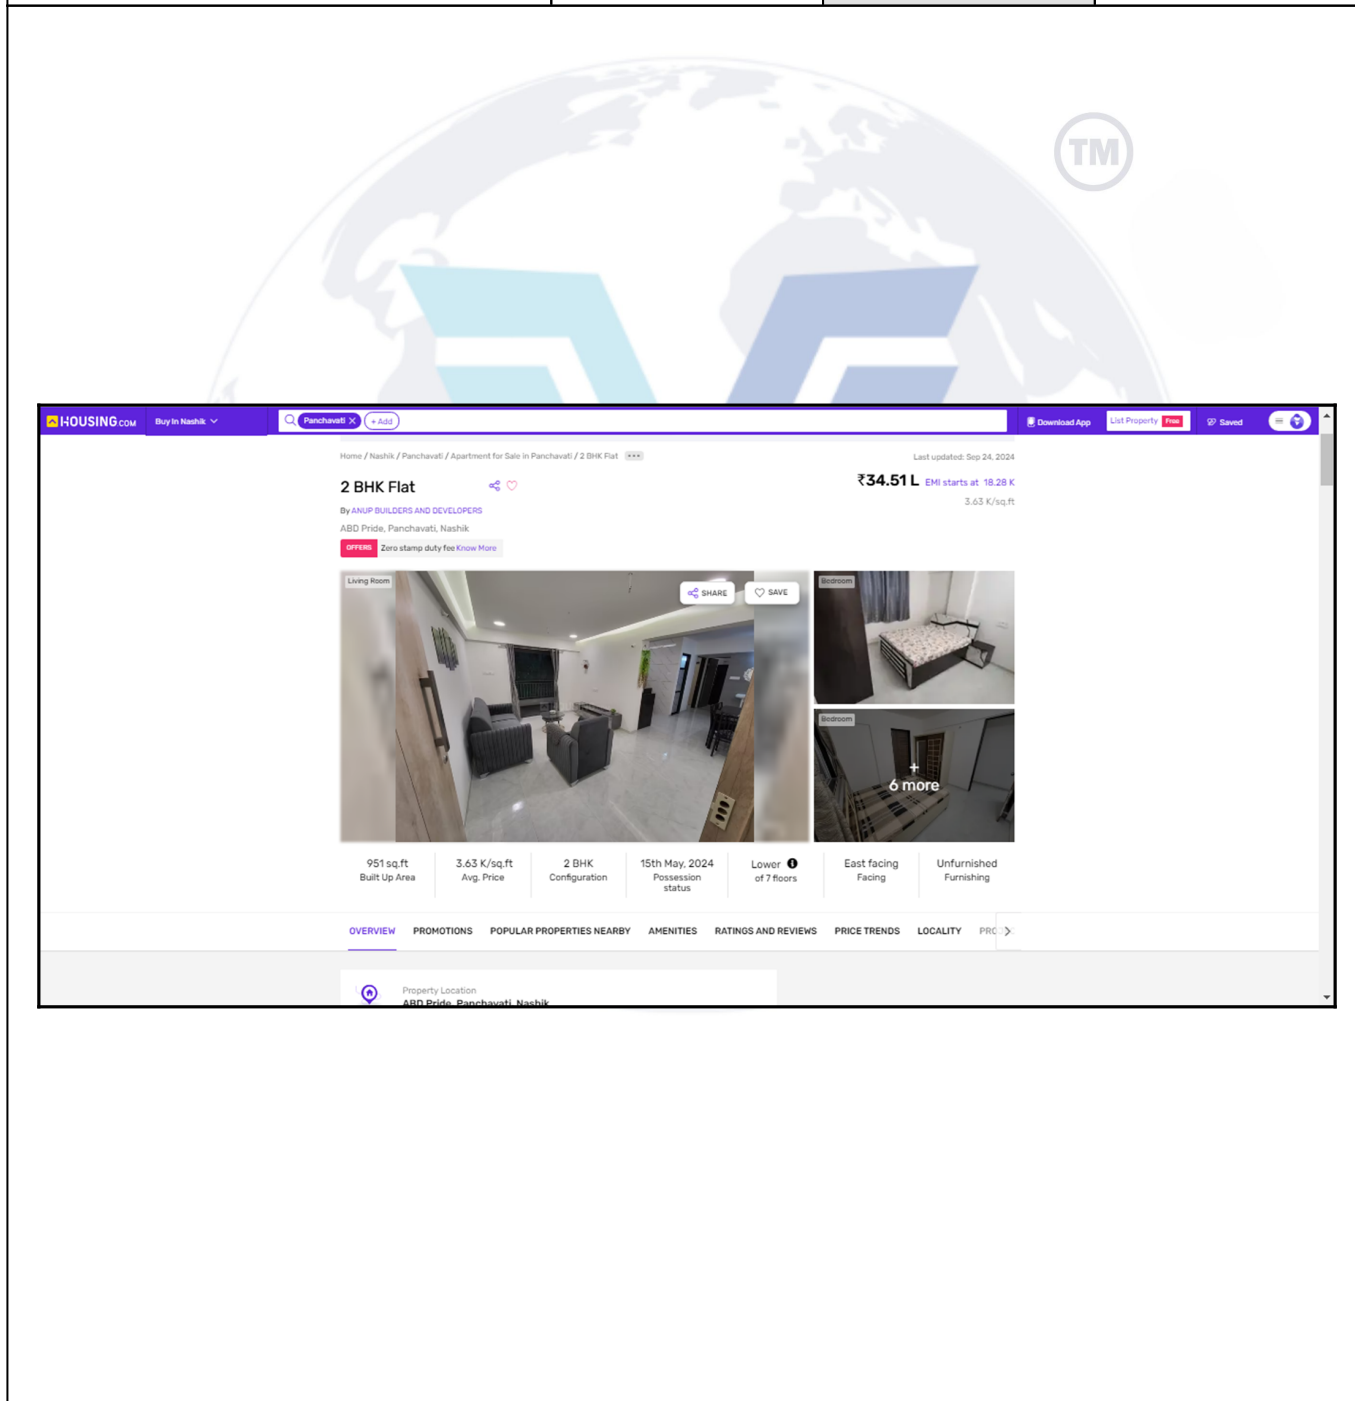 TM
HOUSING.COM Buy In Nashik Panchavati X + Add Download App List Property Free Saved
Home / Nashik / Panchavati / Apartment for Sale in Panchavati / 2 BHK Flat ••• Last updated: Sep 24, 2024
2 BHK Flat ₹34.51 L EMI starts at 18.28 K
3.63 K/sq.ft
By ANUP BUILDERS AND DEVELOPERS
ABD Pride, Panchavati, Nashik
OFFERS Zero stamp duty fee Know More
Living Room SHARE SAVE Bedroom
Bedroom
+
6 more
951 sq.ft 3.63 K/sq.ft 2 BHK 15th May, 2024 Lower East facing Unfurnished
Built Up Area Avg. Price Configuration Possession of 7 floors Facing Furnishing
status
OVERVIEW PROMOTIONS POPULAR PROPERTIES NEARBY AMENITIES RATINGS AND REVIEWS PRICE TRENDS LOCALITY
Property Location
ABD Pride, Panchavati, Nashik